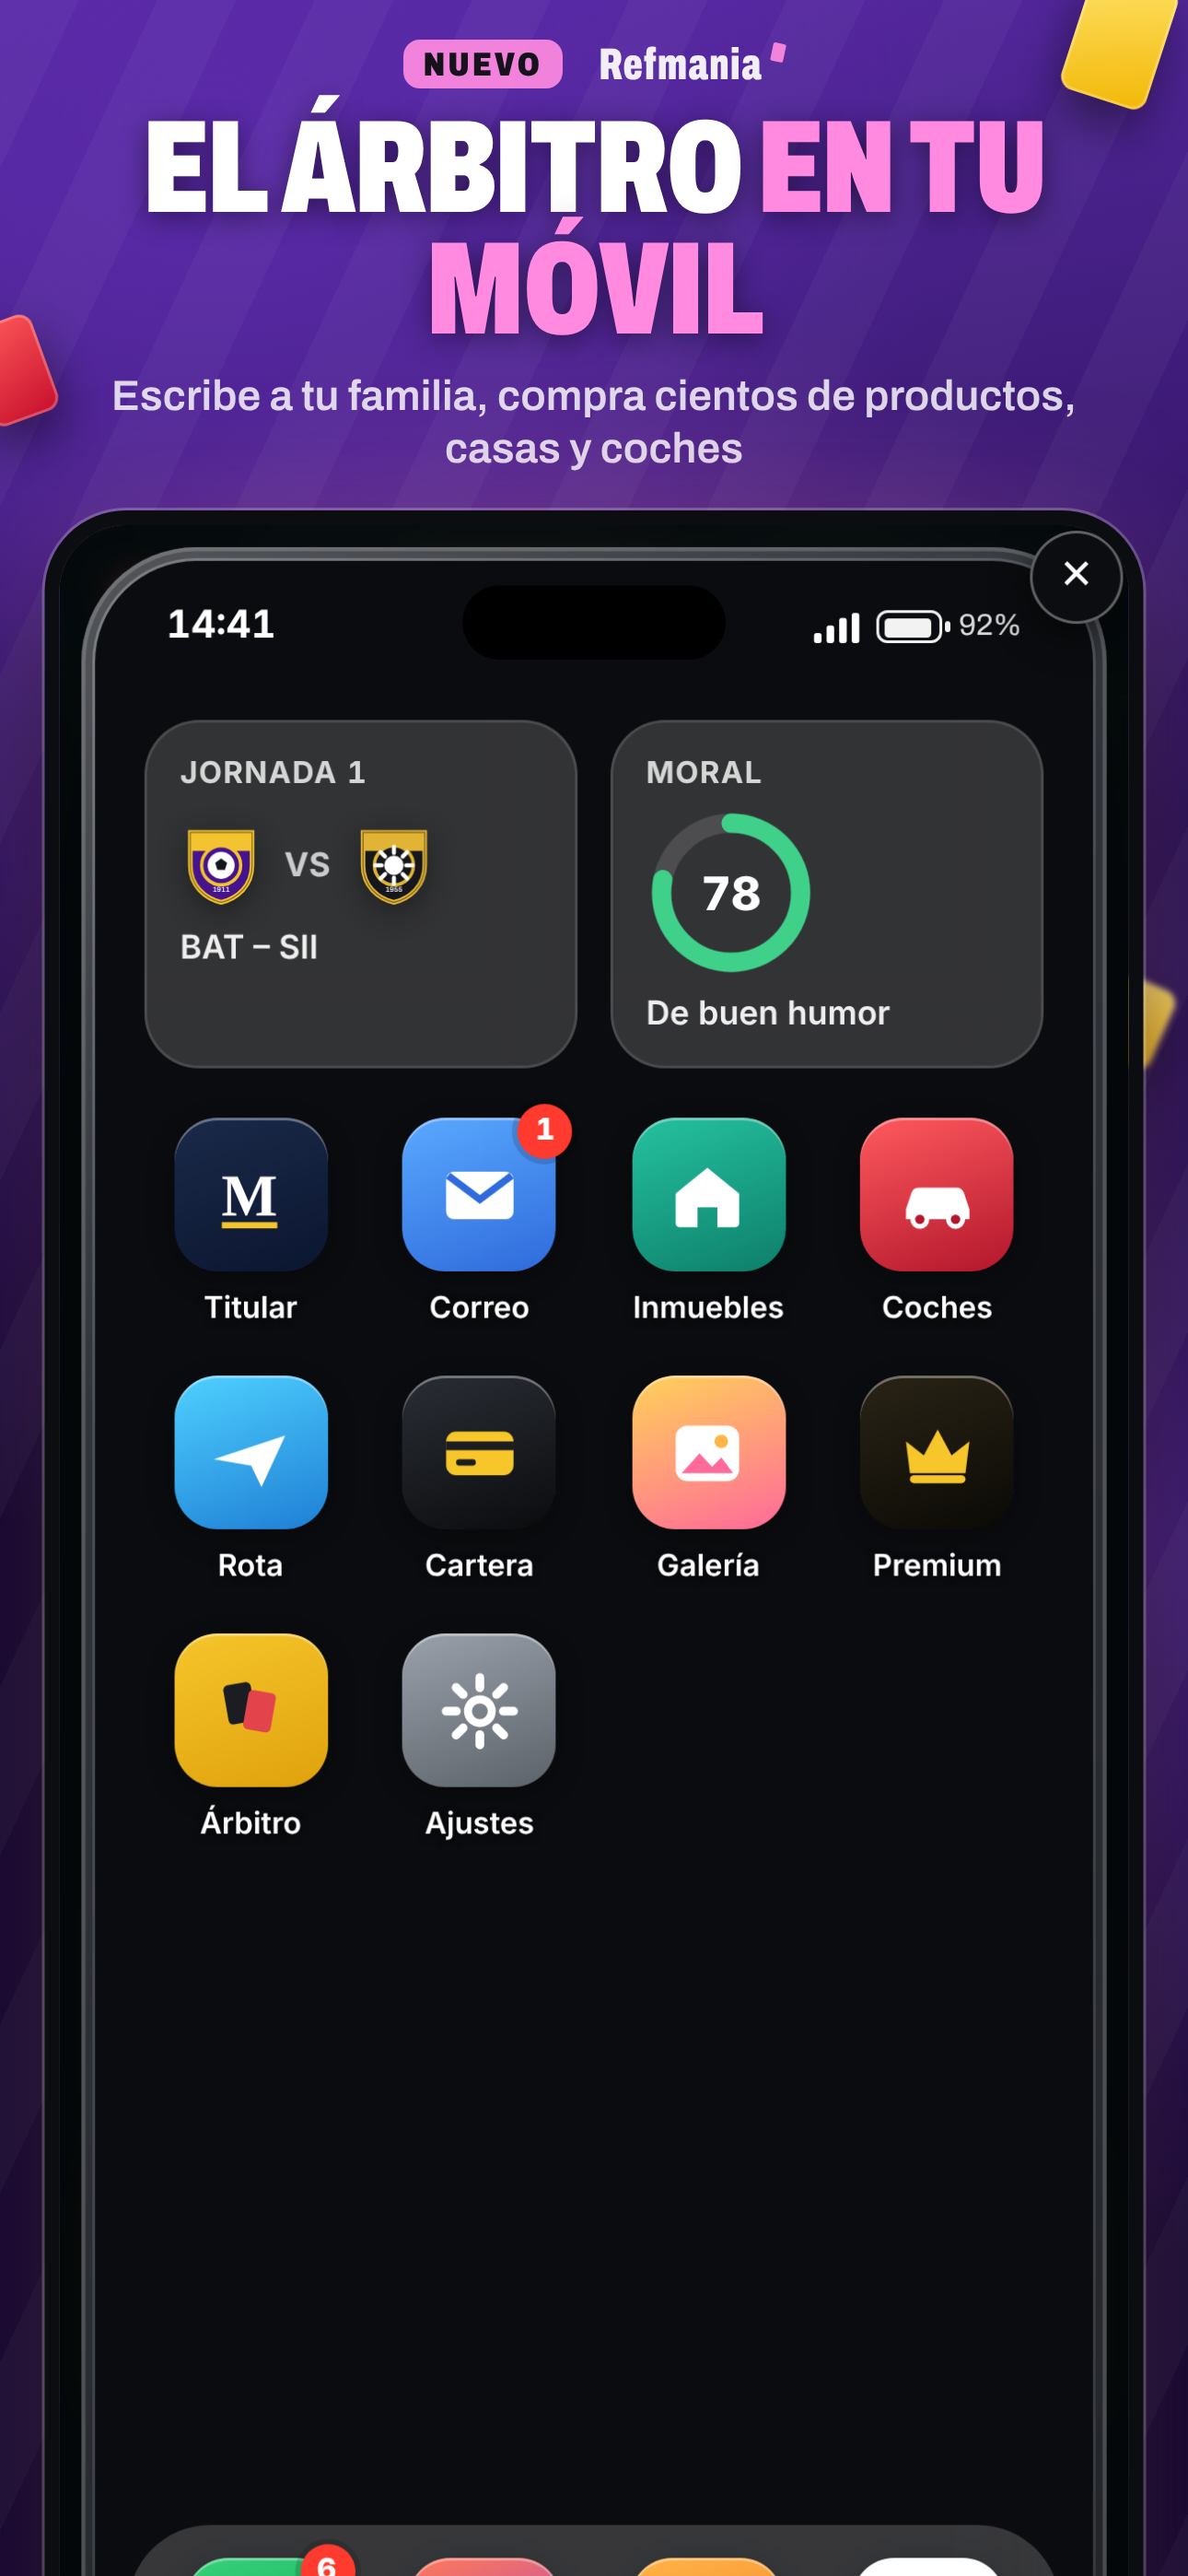 NUEVO Refmania
EL ÁRBITRO EN TU
MÓVIL
Escribe a tu familia, compra cientos de productos,
casas y coches
14:41 92%
JORNADA 1
1911 VS 1955
BAT – SII
MORAL
78
De buen humor
M 1
Titular Correo Inmuebles Coches
Rota Cartera Galería Premium
Árbitro Ajustes
6